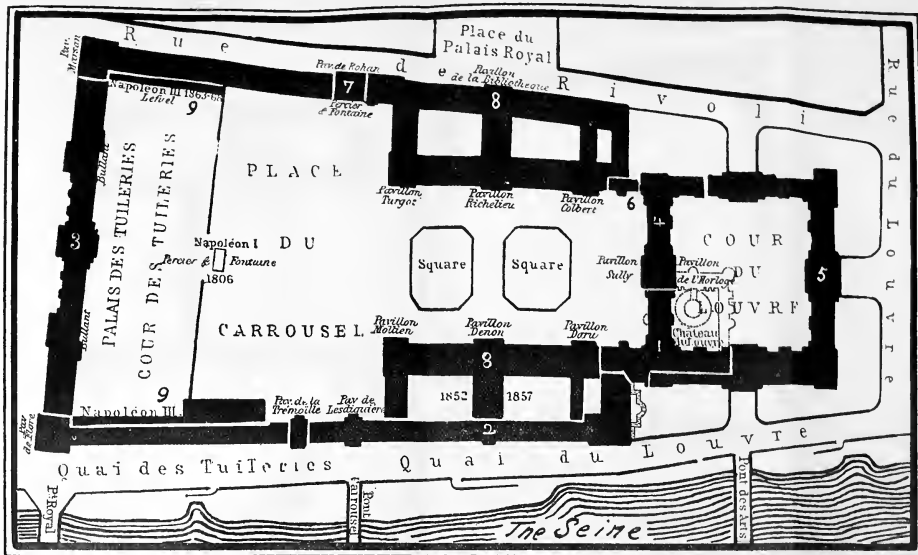 Rue de Rivoli
Place du
Palais Royal
Rue du Louvre
Pav.
Marsan
Pav. de Rohan
7
Percier &
Fontaine
Pavillon
de la Bibliotheque
8
Napoléon III 1863-68
Lefuel
9
Bullant
3
Bullant
PALAIS DES TUILERIES
COUR DES TUILERIES
PLACE
DU
CARROUSEL
Napoléon I
Percier & Fontaine
1806
Pavillon
Turgot
Pavillon
Richelieu
Pavillon
Colbert
6
4
Square
Square
Pavillon
Sully
Pavillon
de l'Horloge
COUR
DU
LOUVRE
Château
du Louvre
5
1
Pavillon
Mollien
Pavillon
Denon
Pavillon
Daru
8
1852
1857
2
9
Napoléon III
Pav. de la
Trémoille
Pav de
Lesdiguier
Pav
de Flore
Quai des Tuileries
Quai du Louvre
Pt Royal
Pont
Carrousel
Pont des Arts
The Seine